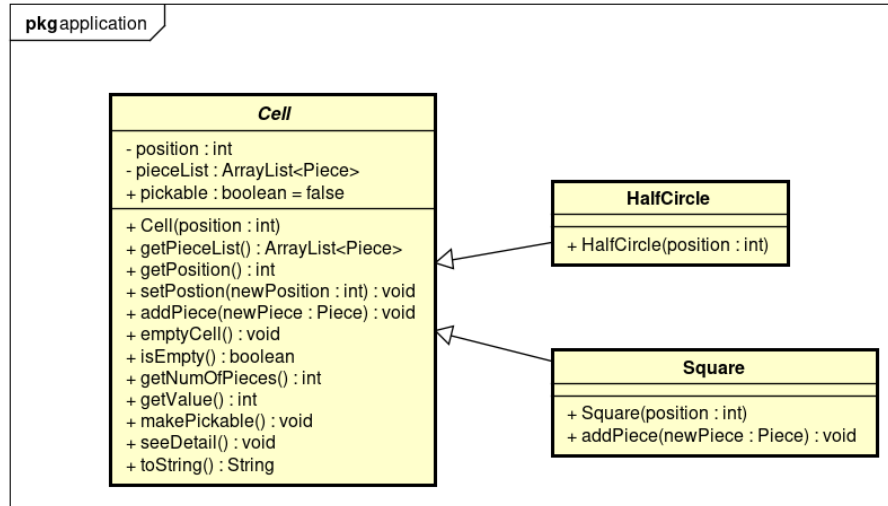 pkg application
Cell
- position : int
- pieceList : ArrayList<Piece>
+ pickable : boolean = false
+ Cell(position : int)
+ getPieceList() : ArrayList<Piece>
+ getPosition() : int
+ setPostion(newPosition : int) : void
+ addPiece(newPiece : Piece) : void
+ emptyCell() : void
+ isEmpty() : boolean
+ getNumOfPieces() : int
+ getValue() : int
+ makePickable() : void
+ seeDetail() : void
+ toString() : String
HalfCircle
+ HalfCircle(position : int)
Square
+ Square(position : int)
+ addPiece(newPiece : Piece) : void